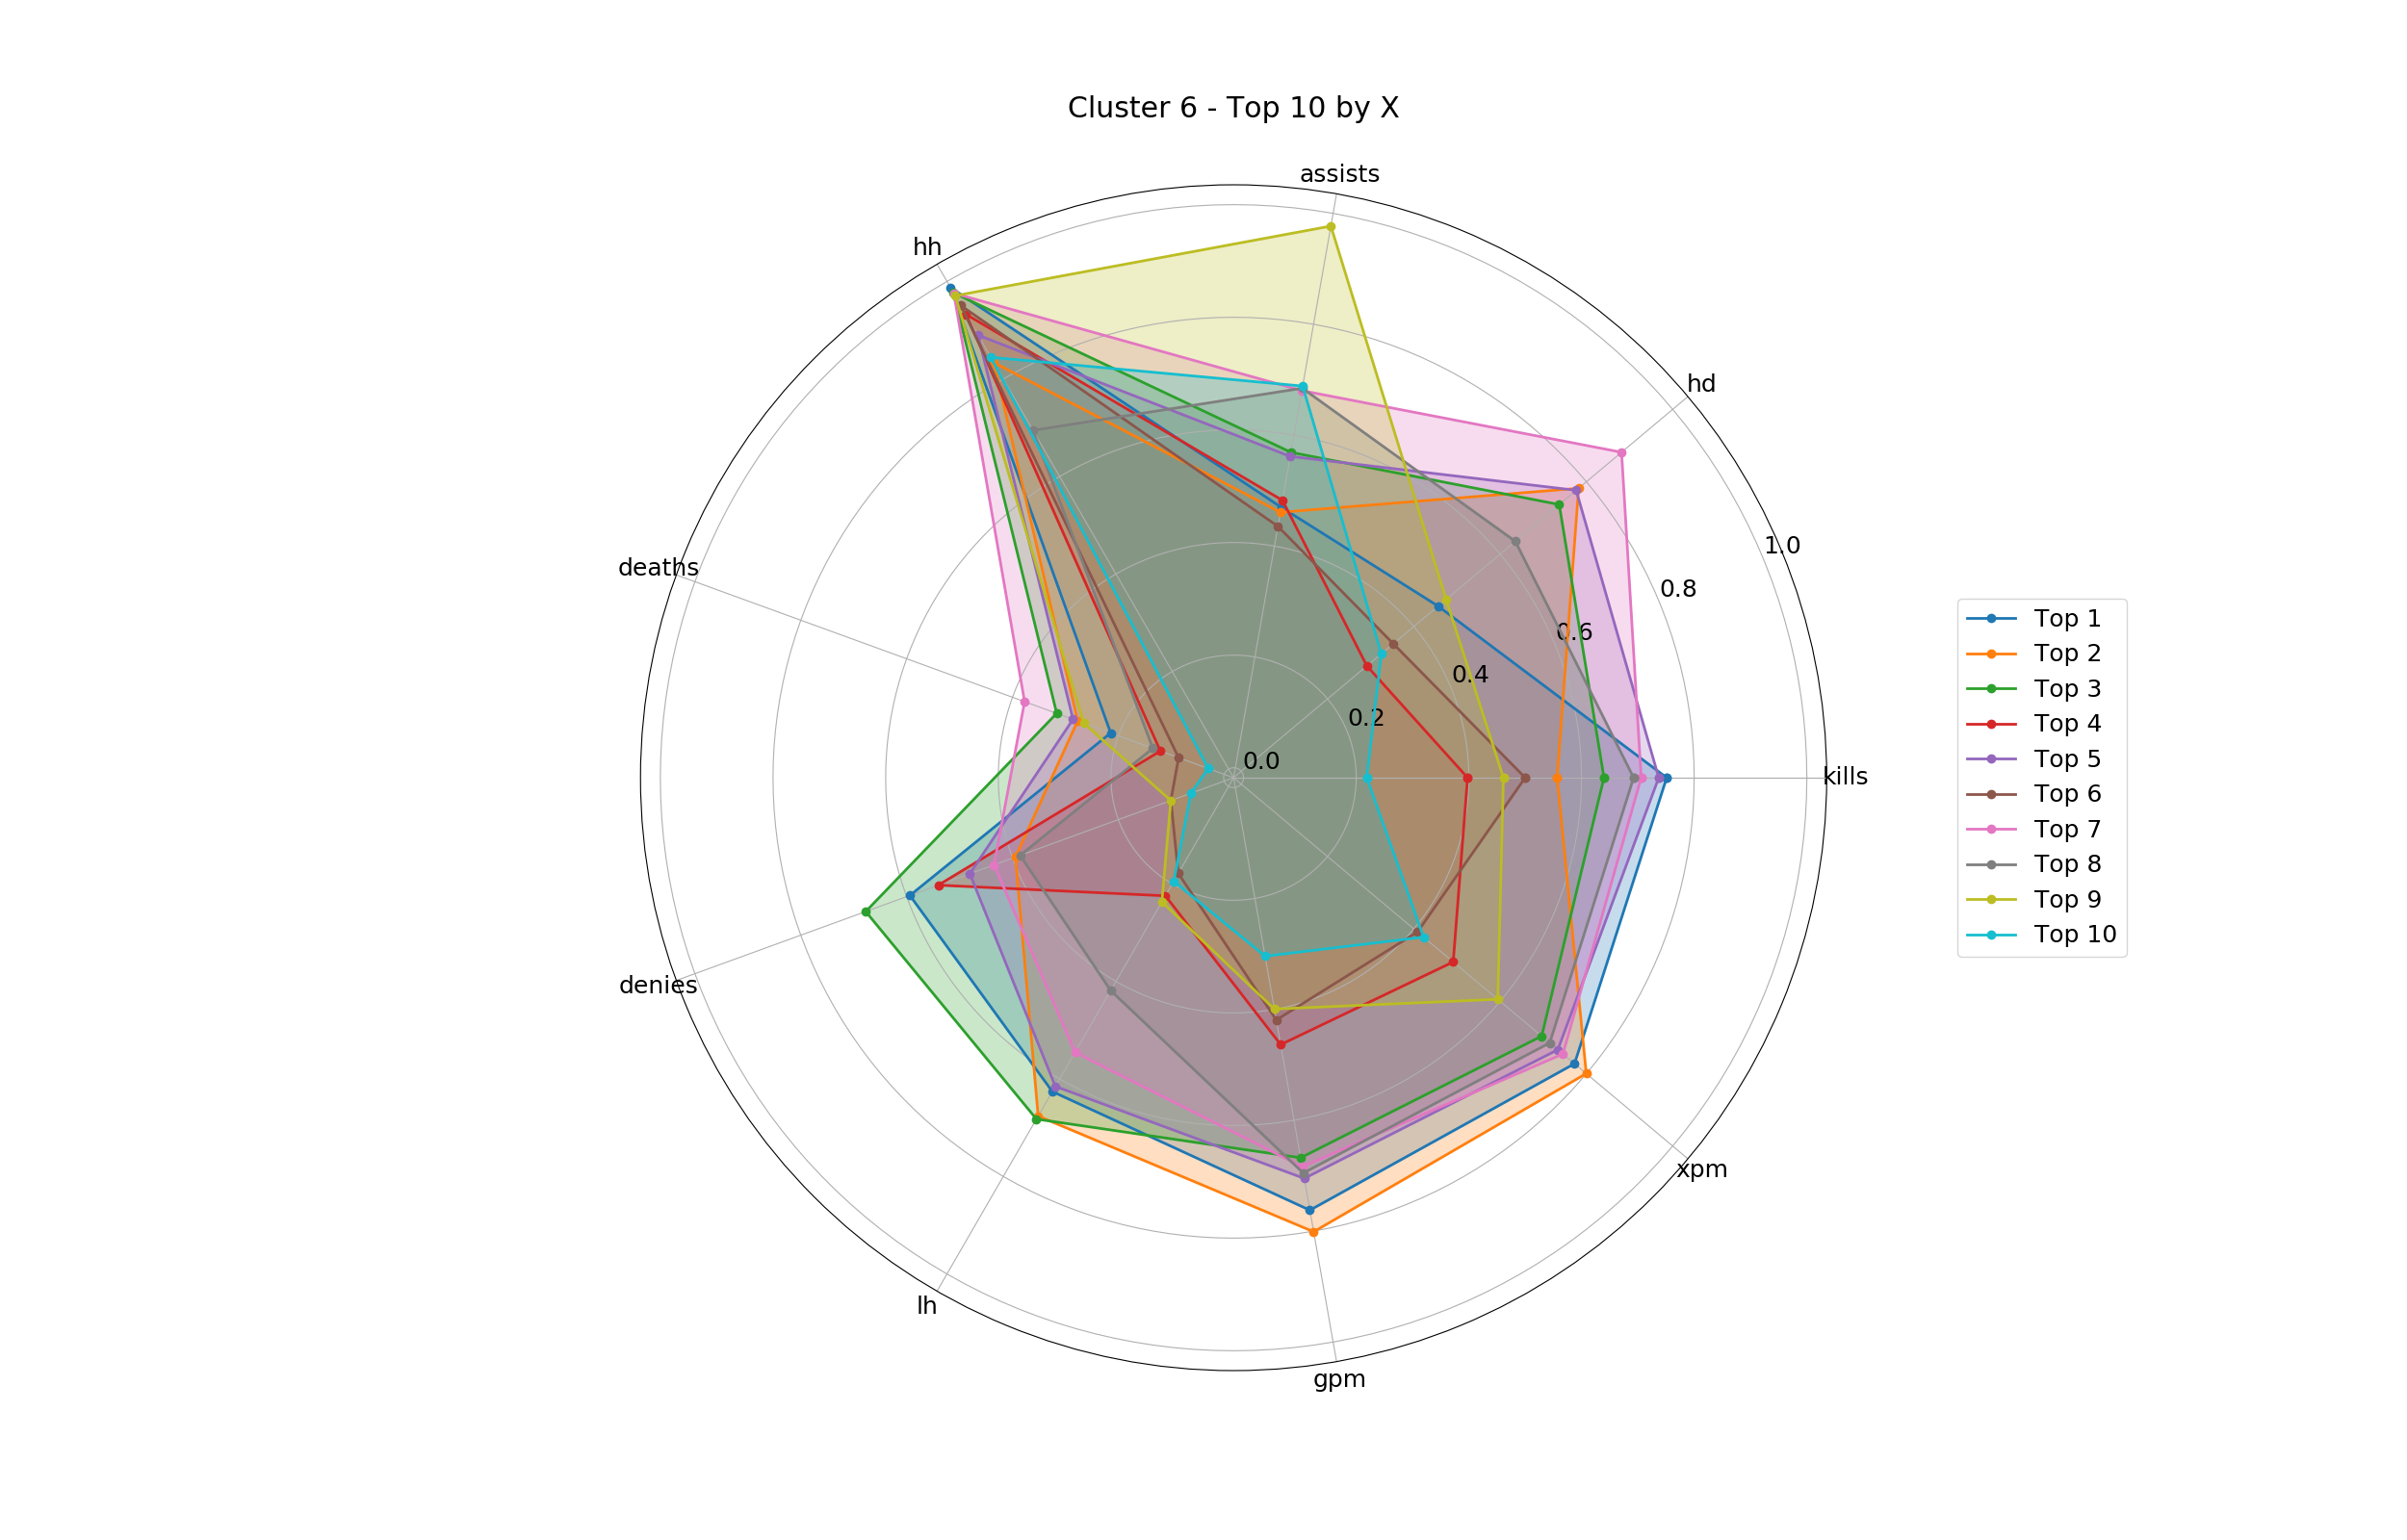 Cluster 6 - Top 10 by X
assists
hh
hd
deaths
1.0
0.8
0.6
0.4
0.2
0.0
kills
denies
xpm
lh
gpm
Top 1
Top 2
Top 3
Top 4
Top 5
Top 6
Top 7
Top 8
Top 9
Top 10